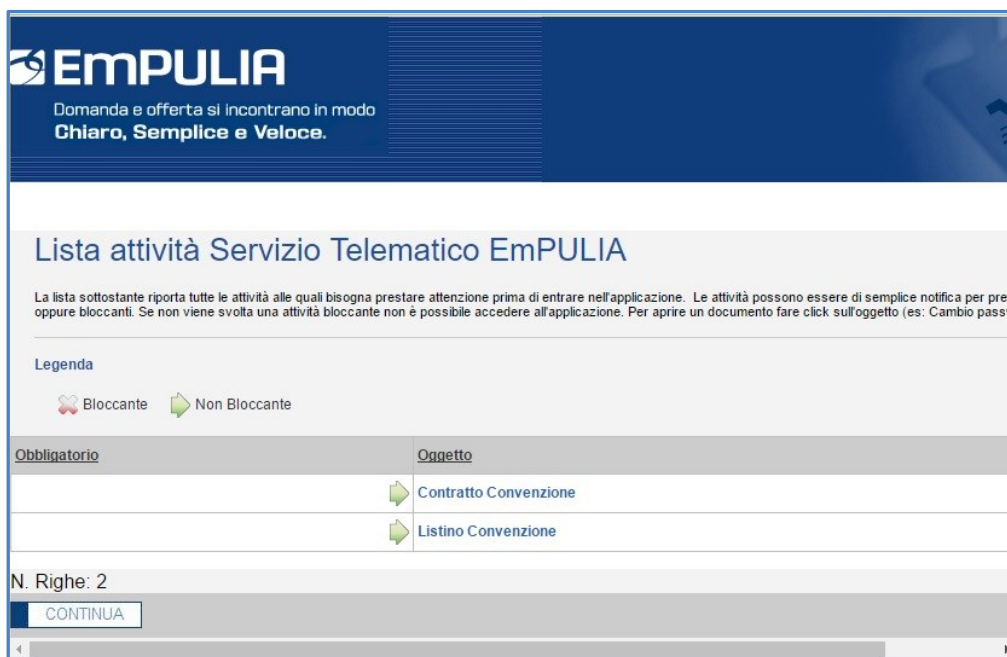 EmPULIA
Domanda e offerta si incontrano in modo
Chiaro, Semplice e Veloce.
Lista attività Servizio Telematico EmPULIA
La lista sottostante riporta tutte le attività alle quali bisogna prestare attenzione prima di entrare nell'applicazione. Le attività possono essere di semplice notifica per pre
oppure bloccanti. Se non viene svolta una attività bloccante non è possibile accedere all'applicazione. Per aprire un documento fare click sull'oggetto (es: Cambio pass
Legenda
Bloccante Non Bloccante
Obbligatorio Oggetto
Contratto Convenzione
Listino Convenzione
N. Righe: 2
CONTINUA